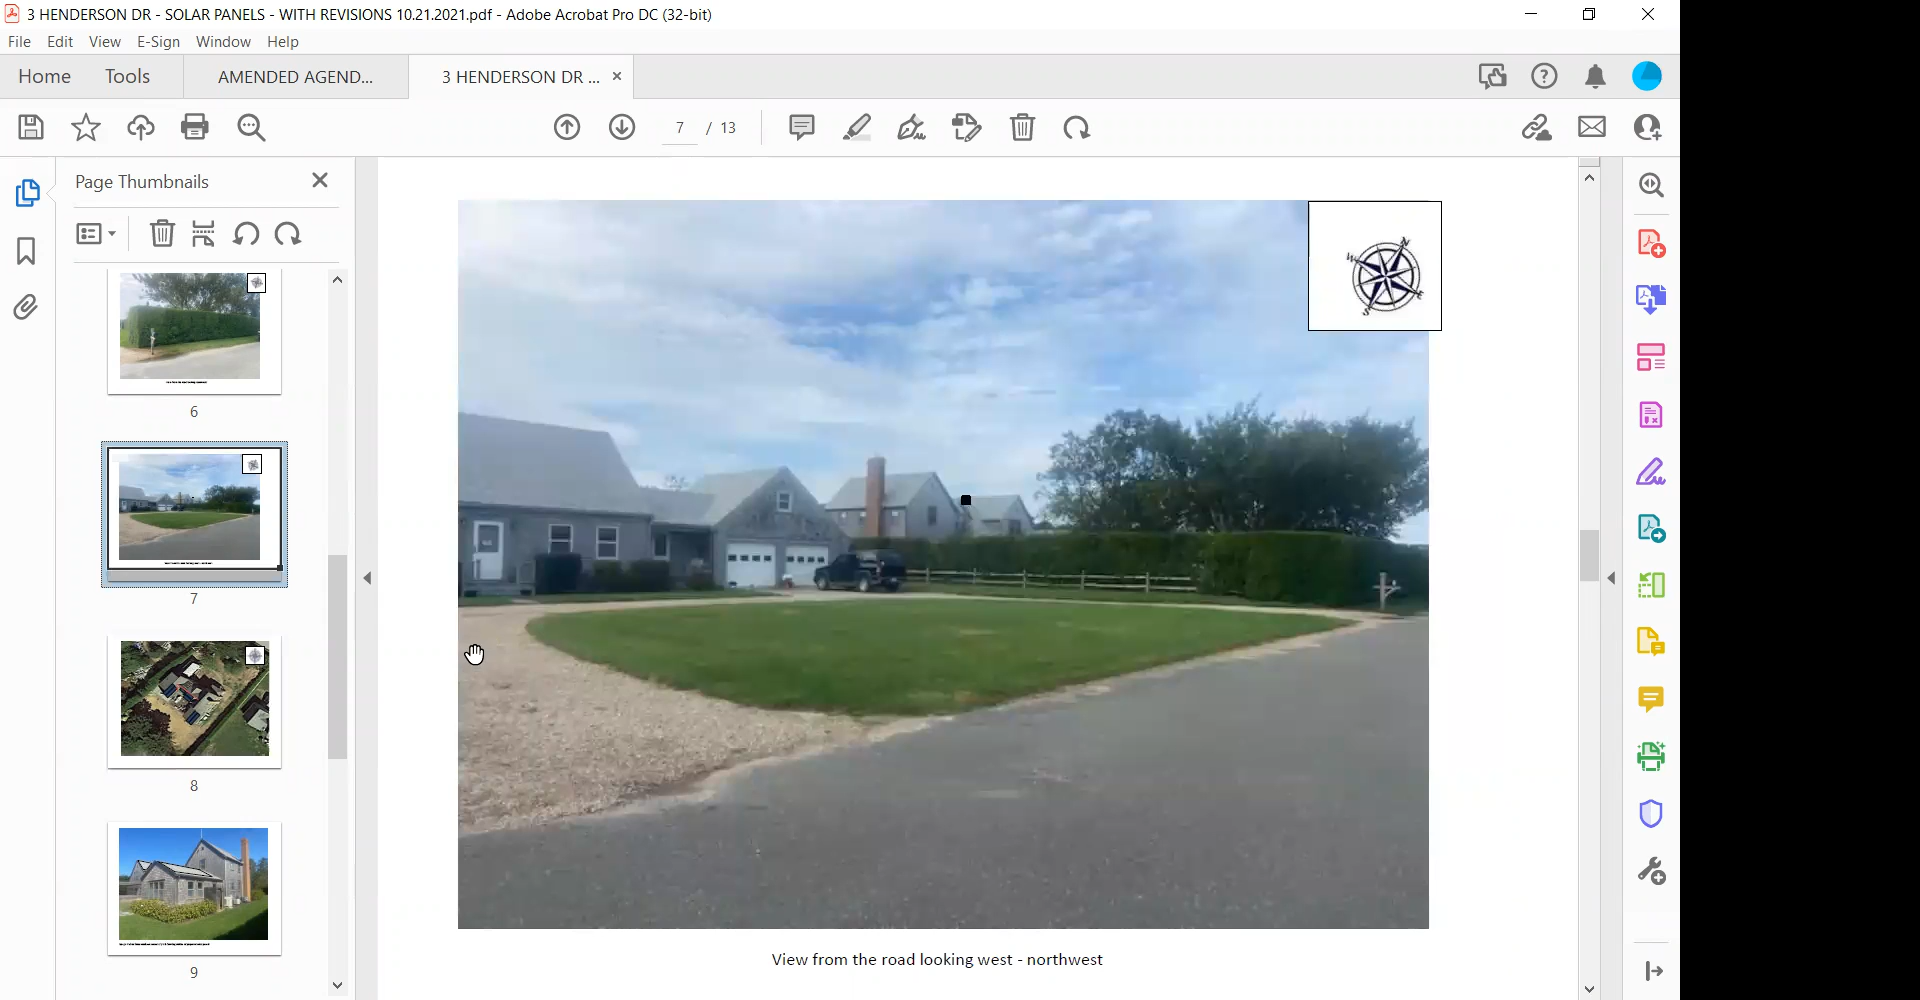 3 HENDERSON DR - SOLAR PANELS - WITH REVISIONS 10.21.2021.pdf - Adobe Acrobat Pro DC (32-bit)
File Edit View E-Sign Window Help
Home Tools AMENDED AGEND... 3 HENDERSON DR ...
7 / 13
Page Thumbnails
6
7
8
9
N
W
E
S
View from the road looking west - northwest